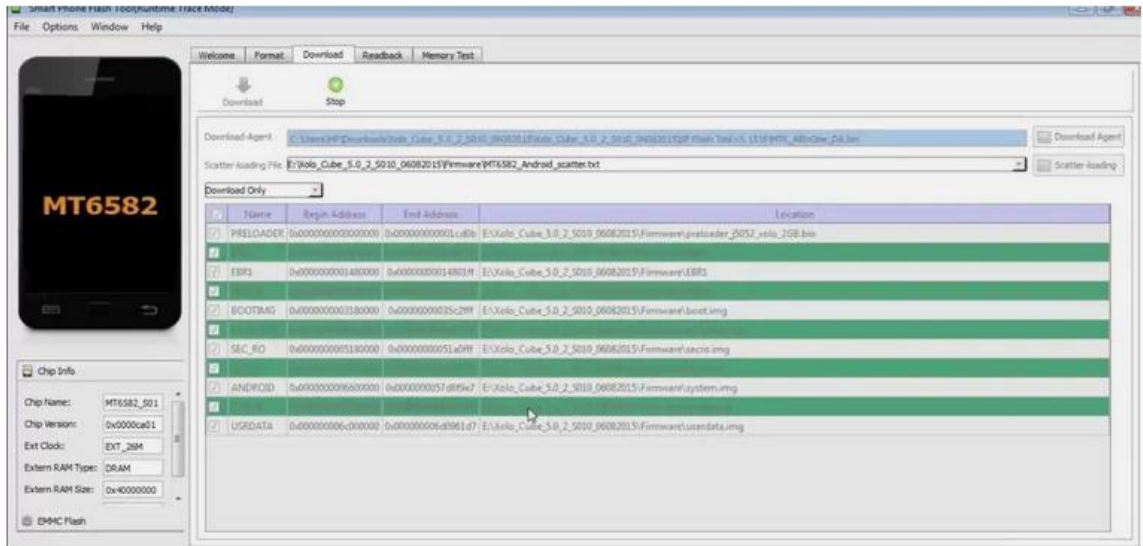 Smart Phone Flash Tool(Runtime Trace Mode)
File Options Window Help
Welcome Format Download Readback Memory Test
Download Stop
Download-Agent
Download Agent
Scatter-loading File E:\Xolo_Cube_5.0_2_S010_06082015\Firmware\MT6582_Android_scatter.txt
Scatter-loading
Download Only
Name Begin Address End Address Location
PRELOADER 0x0000000000000000 0x000000000001cd0b E:\Xolo_Cube_5.0_2_S010_06082015\Firmware\preloader_j5052_xolo_2GB.bin
EBR1 0x0000000001480000 0x00000000014801ff E:\Xolo_Cube_5.0_2_S010_06082015\Firmware\EBR1
BOOTIMG 0x0000000003180000 0x00000000035c2fff E:\Xolo_Cube_5.0_2_S010_06082015\Firmware\boot.img
SEC_RO 0x0000000005180000 0x00000000051a0fff E:\Xolo_Cube_5.0_2_S010_06082015\Firmware\secro.img
ANDROID E:\Xolo_Cube_5.0_2_S010_06082015\Firmware\system.img
USRDATA E:\Xolo_Cube_5.0_2_S010_06082015\Firmware\userdata.img
MT6582
Chip Info
Chip Name: MT6582_S01
Chip Version: 0x0000ca01
Ext Clock: EXT_26M
Extern RAM Type: DRAM
Extern RAM Size: 0x40000000
EMMC Flash